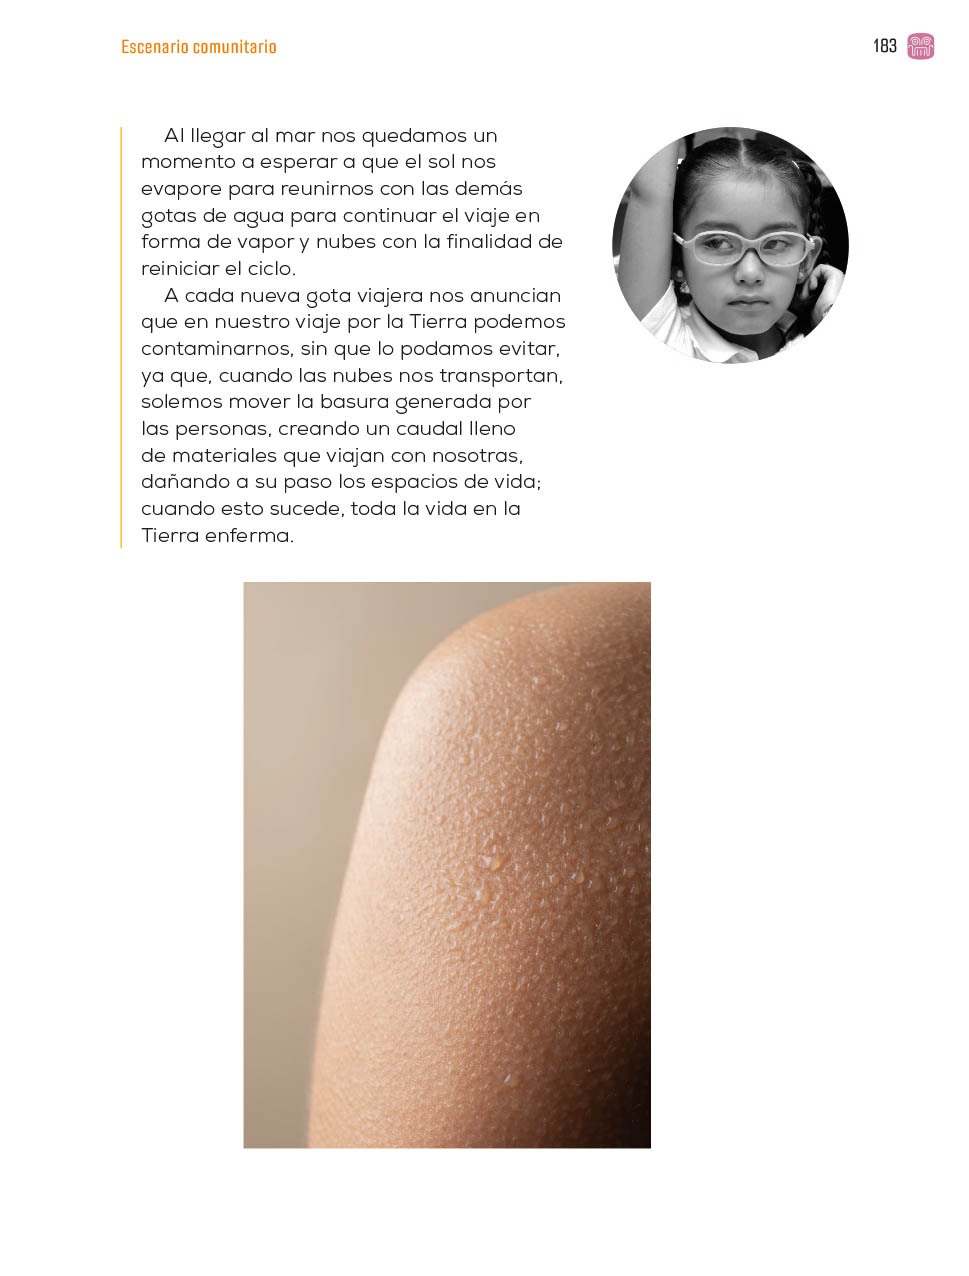 Escenario comunitario
183
Al llegar al mar nos quedamos un
momento a esperar a que el sol nos
evapore para reunirnos con las demás
gotas de agua para continuar el viaje en
forma de vapor y nubes con la finalidad de
reiniciar el ciclo.
A cada nueva gota viajera nos anuncian
que en nuestro viaje por la Tierra podemos
contaminarnos, sin que lo podamos evitar,
ya que, cuando las nubes nos transportan,
solemos mover la basura generada por
las personas, creando un caudal lleno
de materiales que viajan con nosotras,
dañando a su paso los espacios de vida;
cuando esto sucede, toda la vida en la
Tierra enferma.